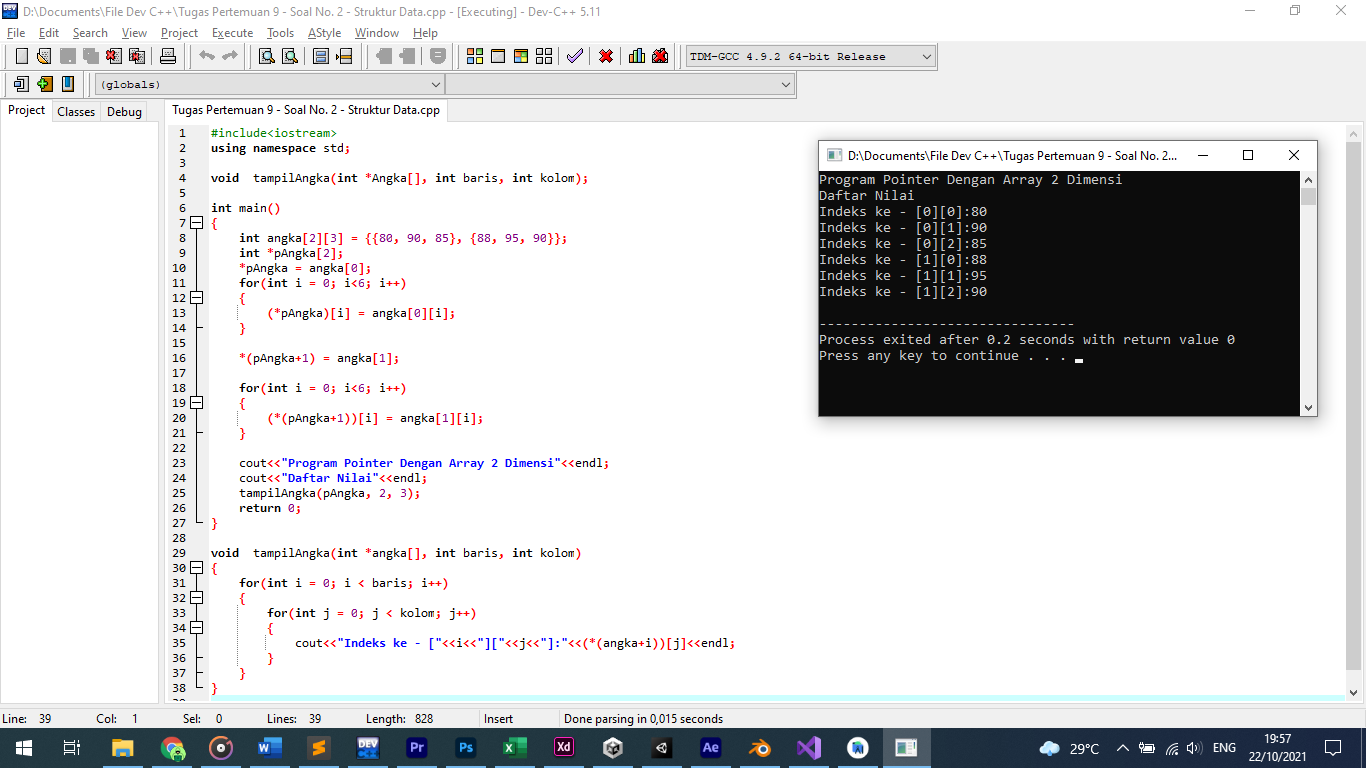 D:\Documents\File Dev C++\Tugas Pertemuan 9 - Soal No. 2 - Struktur Data.cpp - [Executing] - Dev-C++ 5.11
File Edit Search View Project Execute Tools AStyle Window Help
TDM-GCC 4.9.2 64-bit Release
(globals)
Project Classes Debug
Tugas Pertemuan 9 - Soal No. 2 - Struktur Data.cpp
1 #include<iostream>
2 using namespace std;
3
4 void  tampilAngka(int *Angka[], int baris, int kolom);
5
6 int main()
7 {
8     int angka[2][3] = {{80, 90, 85}, {88, 95, 90}};
9     int *pAngka[2];
10     *pAngka = angka[0];
11     for(int i = 0; i<6; i++)
12     {
13         (*pAngka)[i] = angka[0][i];
14     }
15
16     *(pAngka+1) = angka[1];
17
18     for(int i = 0; i<6; i++)
19     {
20         (*(pAngka+1))[i] = angka[1][i];
21     }
22
23     cout<<"Program Pointer Dengan Array 2 Dimensi"<<endl;
24     cout<<"Daftar Nilai"<<endl;
25     tampilAngka(pAngka, 2, 3);
26     return 0;
27 }
28
29 void  tampilAngka(int *angka[], int baris, int kolom)
30 {
31     for(int i = 0; i < baris; i++)
32     {
33         for(int j = 0; j < kolom; j++)
34         {
35             cout<<"Indeks ke - ["<<i<<"]["<<j<<"]:"<<(*(angka+i))[j]<<endl;
36         }
37     }
38 }
39
D:\Documents\File Dev C++\Tugas Pertemuan 9 - Soal No. 2...
Program Pointer Dengan Array 2 Dimensi
Daftar Nilai
Indeks ke - [0][0]:80
Indeks ke - [0][1]:90
Indeks ke - [0][2]:85
Indeks ke - [1][0]:88
Indeks ke - [1][1]:95
Indeks ke - [1][2]:90
--------------------------------
Process exited after 0.2 seconds with return value 0
Press any key to continue . . .
Line: 39 Col: 1 Sel: 0 Lines: 39 Length: 828 Insert Done parsing in 0,015 seconds
DEV Pr Ps Xd Ae 29°C ENG 19:57
22/10/2021